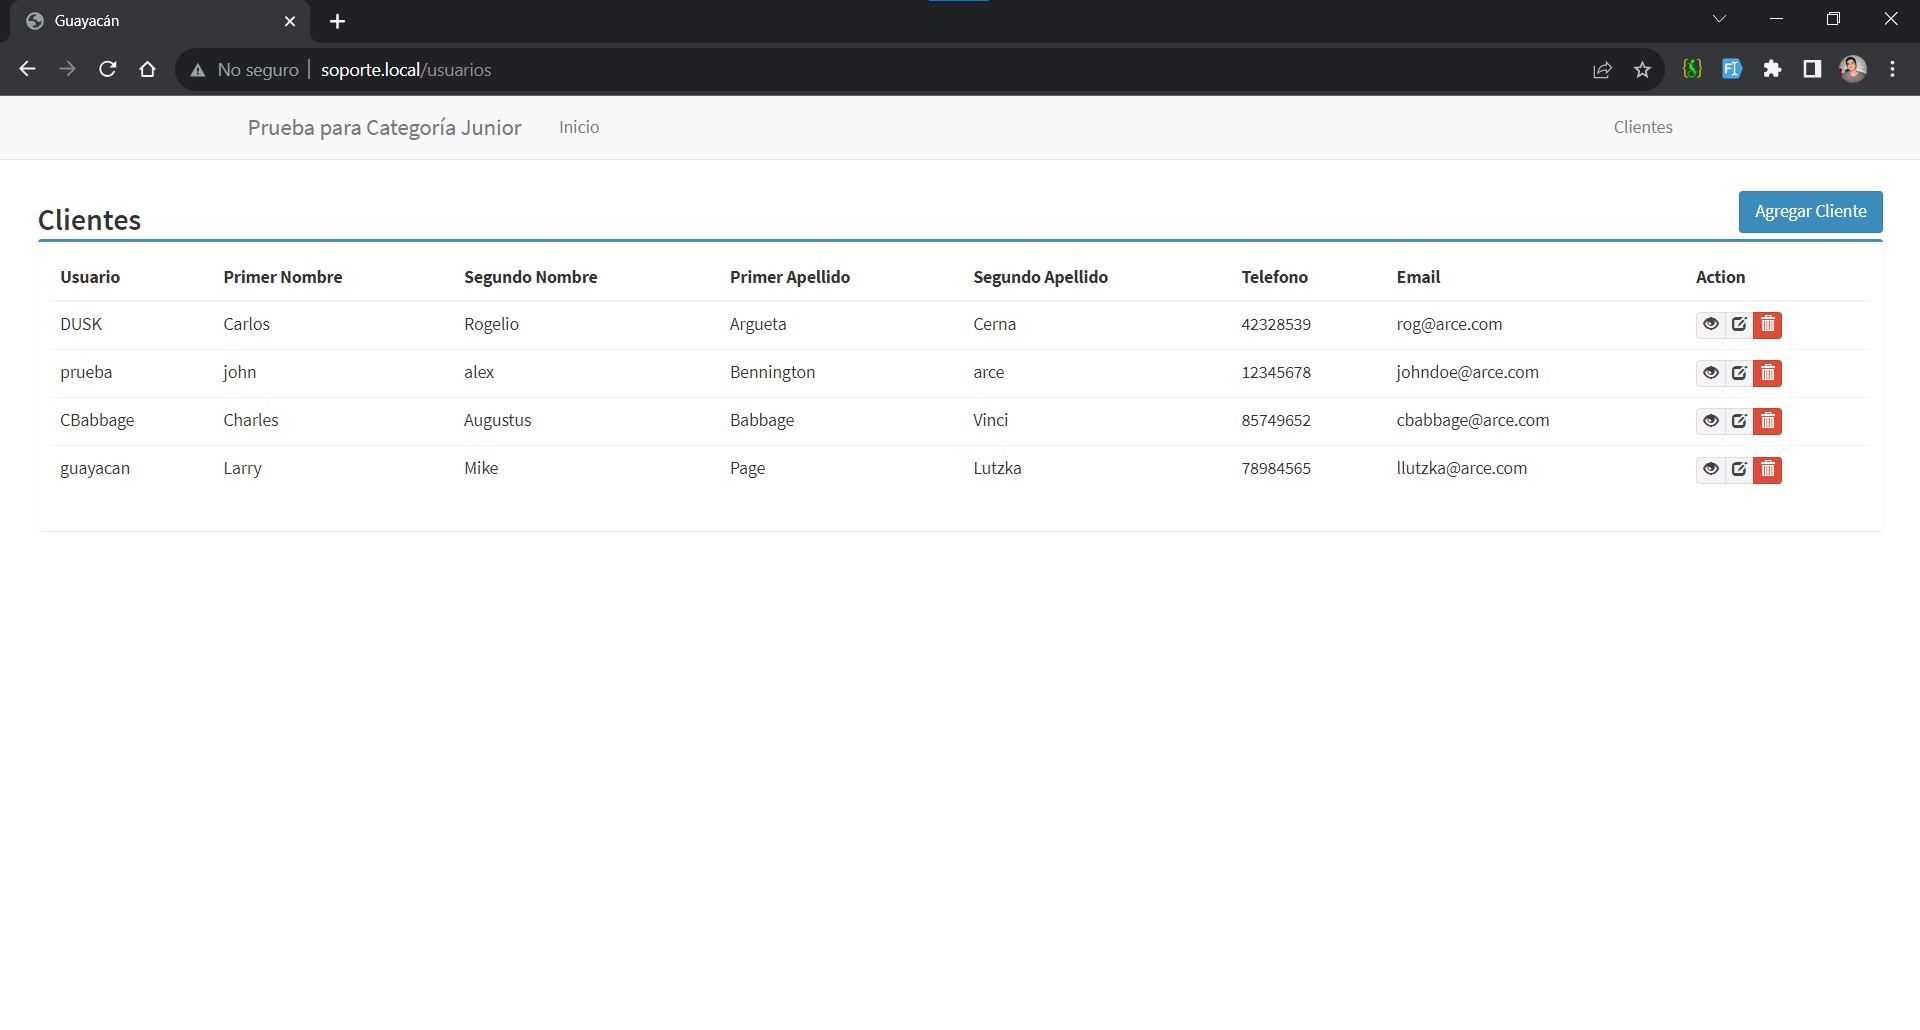 Guayacán
No seguro | soporte.local/usuarios
Prueba para Categoría Junior Inicio Clientes
Clientes Agregar Cliente
Usuario Primer Nombre Segundo Nombre Primer Apellido Segundo Apellido Telefono Email Action
DUSK Carlos Rogelio Argueta Cerna 42328539 rog@arce.com
prueba john alex Bennington arce 12345678 johndoe@arce.com
CBabbage Charles Augustus Babbage Vinci 85749652 cbabbage@arce.com
guayacan Larry Mike Page Lutzka 78984565 llutzka@arce.com